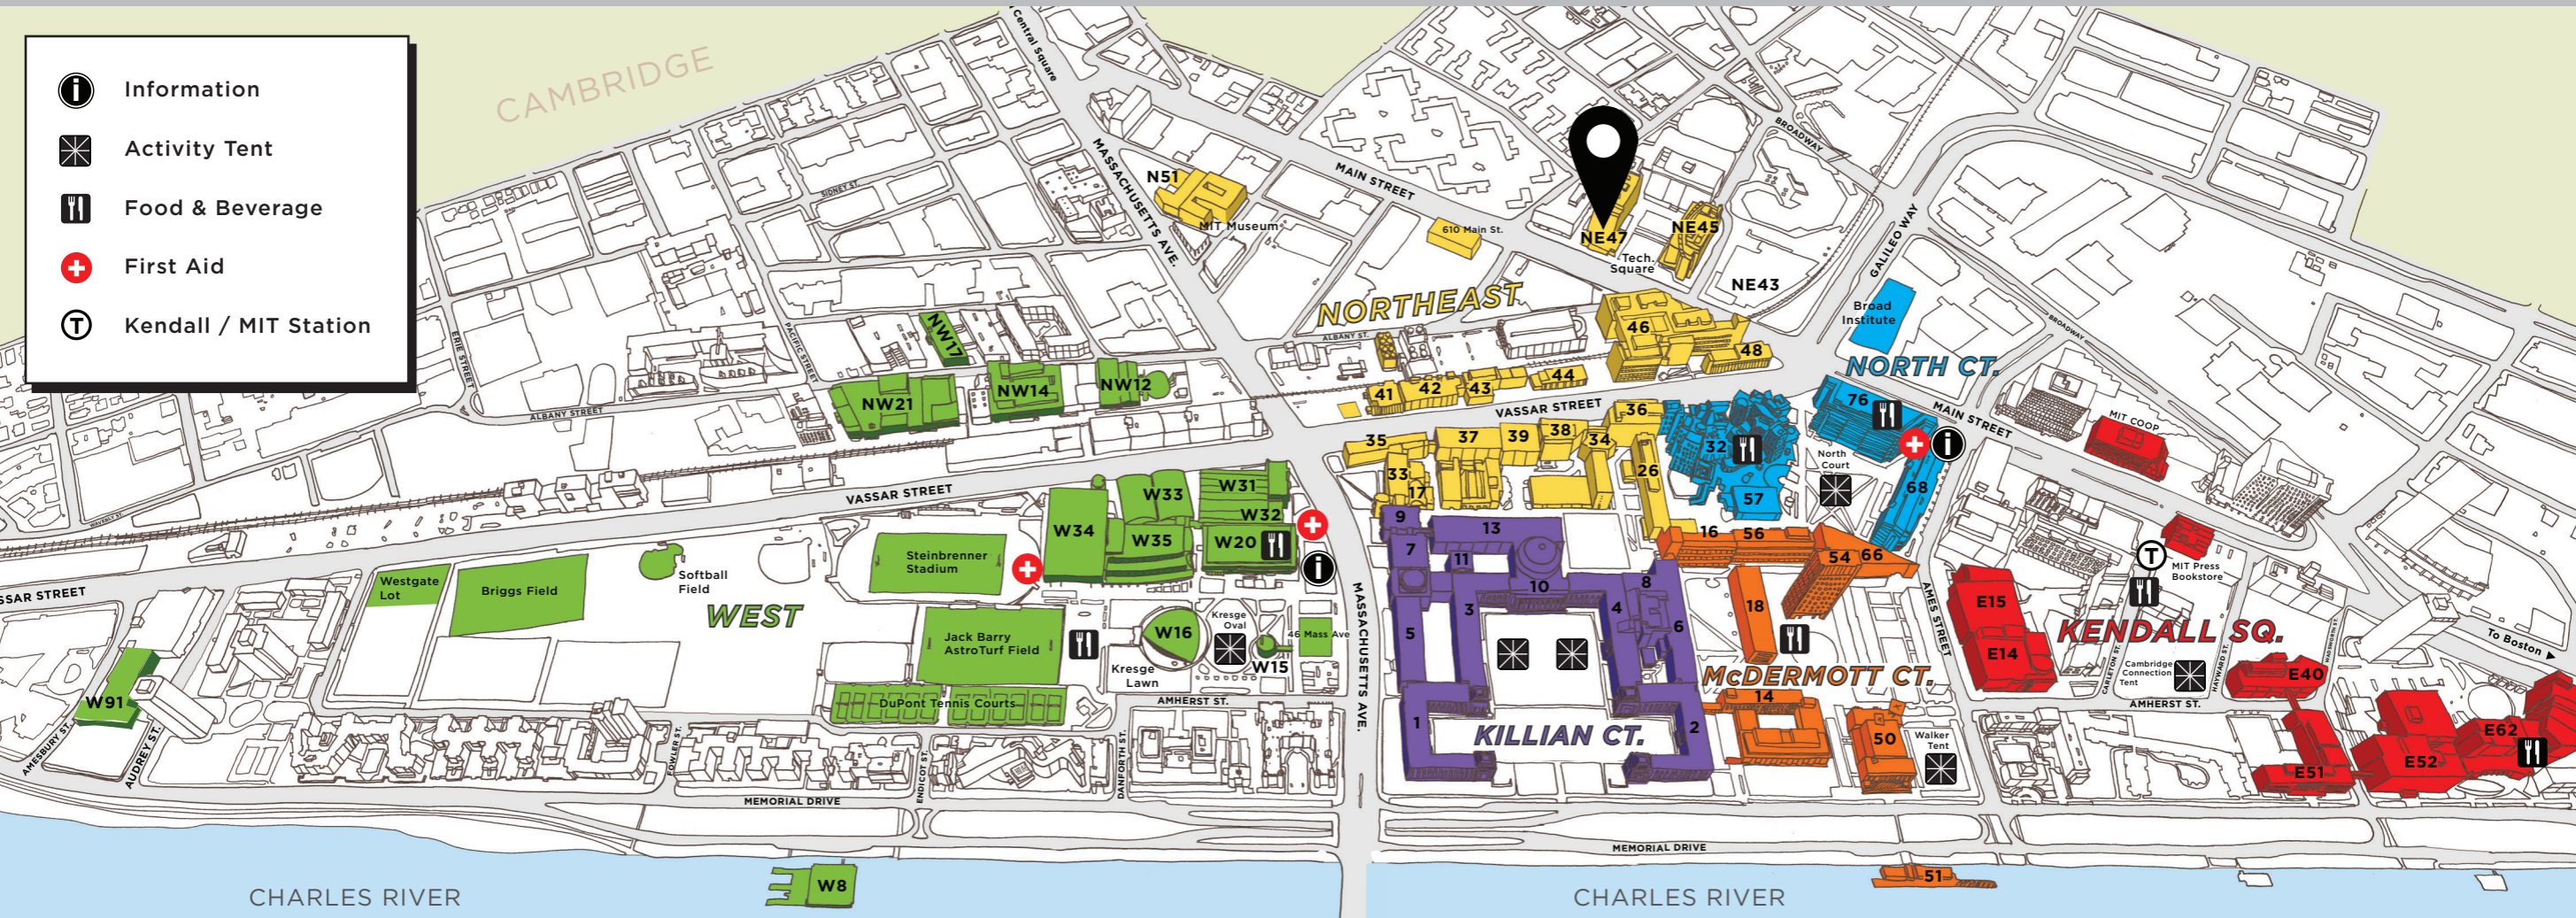 Information
Activity Tent
Food & Beverage
First Aid
T
Kendall / MIT Station
CAMBRIDGE
Central Square
MASSACHUSETTS AVE.
MAIN STREET
BROADWAY
SIDNEY ST.
N51
MIT Museum
610 Main St.
NE47
NE45
Tech.
Square
NE43
GALILEO WAY
Broad
Institute
NORTHEAST
ERIE STREET
PACIFIC STREET
ALBANY STREET
NW17
NW21
NW14
NW12
ALBANY ST.
41
42
43
44
46
48
VASSAR STREET
NORTH CT.
BROADWAY
76
MAIN STREET
MIT COOP
35
37
39
38
34
36
33
17
26
32
57
North
Court
68
WAVERLY ST.
VASSAR STREET
W34
W33
W31
W32
W35
W20
Steinbrenner
Stadium
Softball
Field
Westgate
Lot
Briggs Field
SSAR STREET
WEST
Jack Barry
AstroTurf Field
W16
Kresge
Oval
46 Mass Ave
W15
Kresge
Lawn
MASSACHUSETTS AVE.
9
13
7
11
10
8
3
4
5
6
1
2
KILLIAN CT.
16
56
54
66
18
McDERMOTT CT.
14
50
Walker
Tent
AMES STREET
T
MIT Press
Bookstore
E15
E14
KENDALL SQ.
CARLETON ST.
Cambridge
Connection
Tent
HAYWARD ST.
WADSWORTH ST.
To Boston
E40
AMHERST ST.
E62
E52
E51
W91
AMESBURY ST.
AUDREY ST.
DuPont Tennis Courts
AMHERST ST.
FOWLER ST.
ENDICOT ST.
DANFORTH ST.
MEMORIAL DRIVE
MEMORIAL DRIVE
W8
51
CHARLES RIVER
CHARLES RIVER